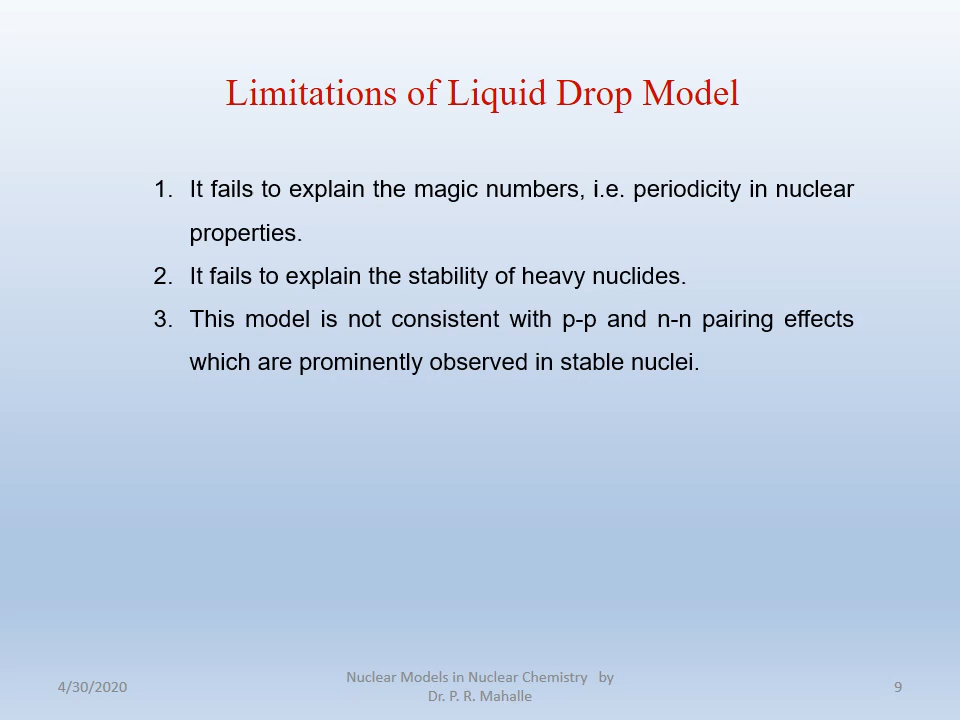 Limitations of Liquid Drop Model
1. It fails to explain the magic numbers, i.e. periodicity in nuclear
properties.
2. It fails to explain the stability of heavy nuclides.
3. This model is not consistent with p-p and n-n pairing effects
which are prominently observed in stable nuclei.
4/30/2020
Nuclear Models in Nuclear Chemistry by
Dr. P. R. Mahalle
9